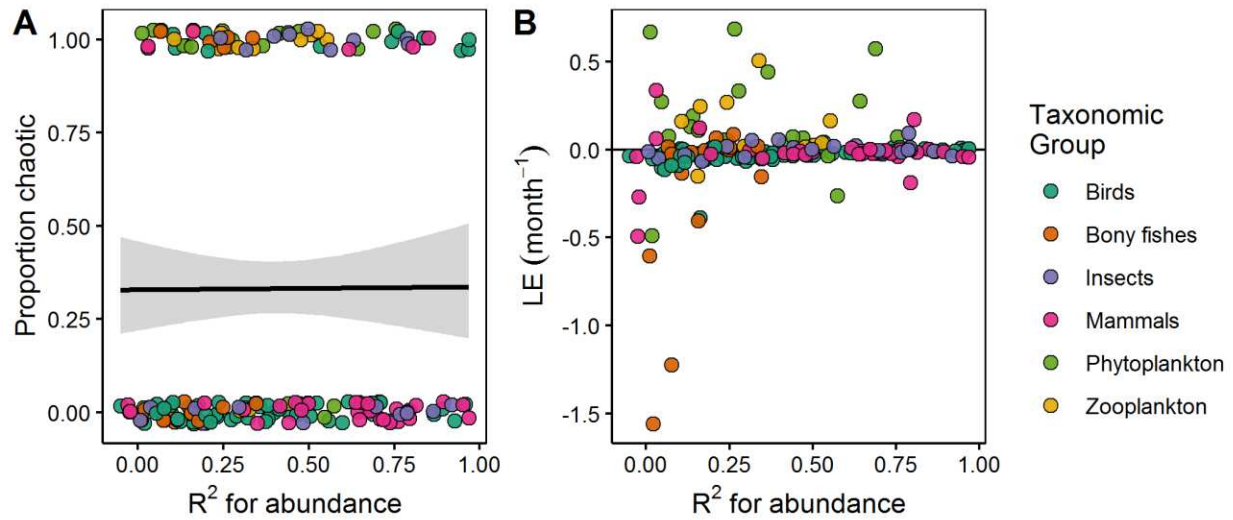 A
Proportion chaotic
1.00
0.75
0.50
0.25
0.00
0.00 0.25 0.50 0.75 1.00
R² for abundance
B
LE (month⁻¹)
0.5
0.0
-0.5
-1.0
-1.5
0.00 0.25 0.50 0.75 1.00
R² for abundance
Taxonomic
Group
Birds
Bony fishes
Insects
Mammals
Phytoplankton
Zooplankton